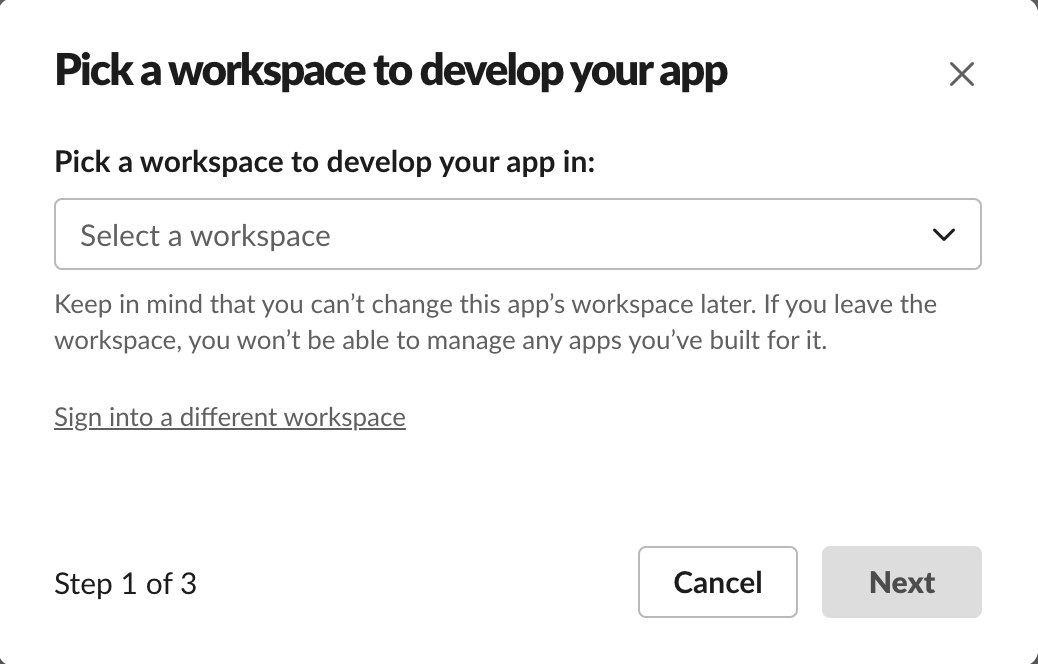 Pick a workspace to develop your app
Pick a workspace to develop your app in:
Select a workspace
Keep in mind that you can’t change this app’s workspace later. If you leave the
workspace, you won’t be able to manage any apps you’ve built for it.
Sign into a different workspace
Step 1 of 3
Cancel
Next